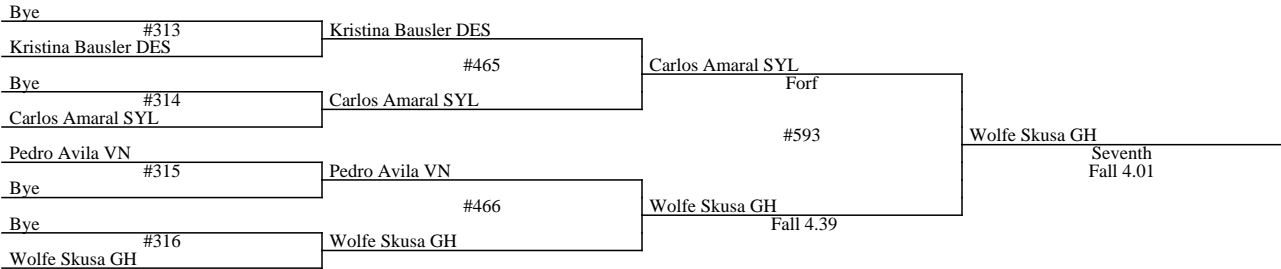 Bye
#313
Kristina Bausler DES
Kristina Bausler DES
#465
Carlos Amaral SYL
Forf
Bye
#314
Carlos Amaral SYL
Carlos Amaral SYL
#593
Wolfe Skusa GH
Seventh
Fall 4.01
Pedro Avila VN
#315
Bye
Pedro Avila VN
#466
Wolfe Skusa GH
Fall 4.39
Bye
#316
Wolfe Skusa GH
Wolfe Skusa GH